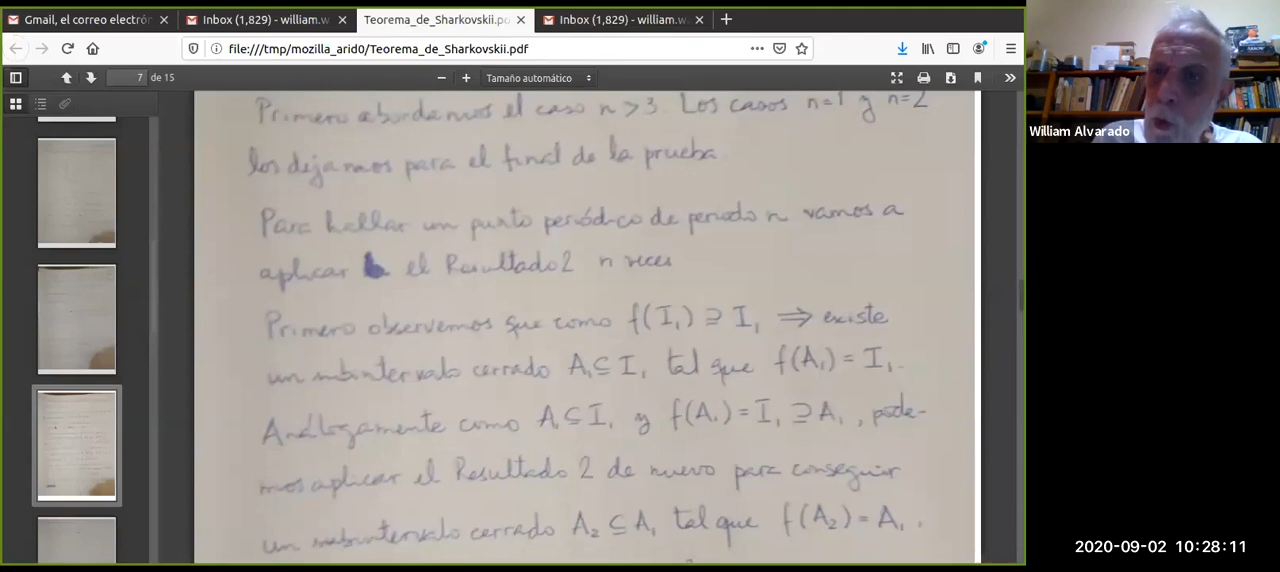 Gmail, el correo electrón
Inbox (1,829) - william.w
Teorema_de_Sharkovskii.pd
Inbox (1,829) - william.w
file:///tmp/mozilla_arid0/Teorema_de_Sharkovskii.pdf
7 de 15
Tamaño automático
Primero abordamos el caso n > 3. Los casos n=1 y n=2
los dejamos para el final de la prueba
Para hallar un punto periódico de periodo n vamos a
aplicar el Resultado 2 n veces
Primero observemos que como f(I₁) ⊇ I₁ ⟹ existe
un subintervalo cerrado A₁ ⊆ I₁ tal que f(A₁) = I₁.
Análogamente como A₁ ⊆ I₁ y f(A₁) = I₁ ⊇ A₁, pode-
mos aplicar el Resultado 2 de nuevo para conseguir
un subintervalo cerrado A₂ ⊆ A₁ tal que f(A₂) = A₁.
William Alvarado
2020-09-02 10:28:11